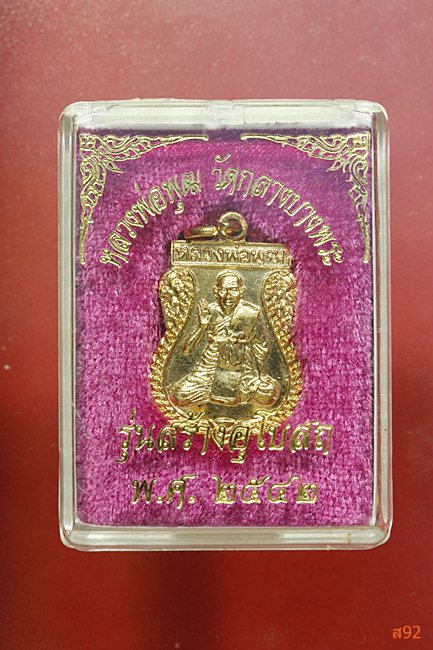 หลวงพ่อพูน วัดกลางบางพระ
หลวงพ่อพูน
รุ่นสร้างอุโบสถ
พ.ศ. ๒๕๔๒
ส92